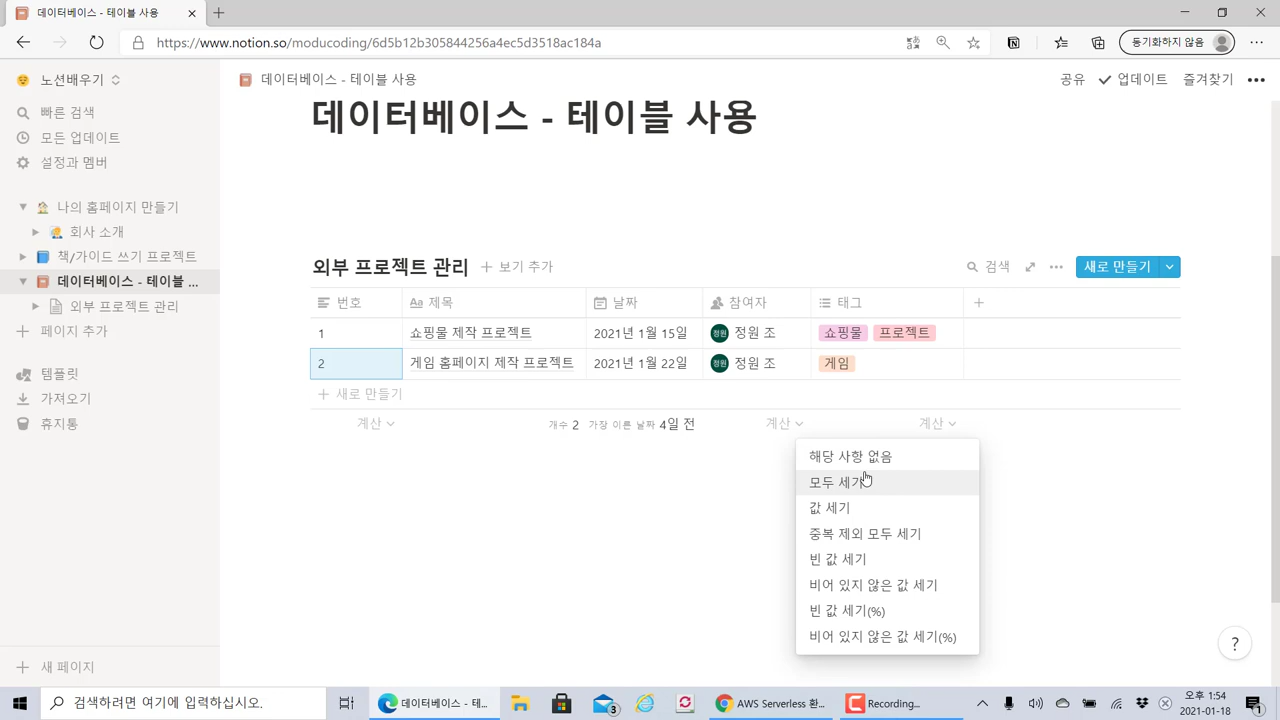 데이터베이스 - 테이블 사용
https://www.notion.so/moducoding/6d5b12b305844256a4ec5d3518ac184a
동기화하지 않음
노션배우기
데이터베이스 - 테이블 사용
공유 업데이트 즐겨찾기
빠른 검색
모든 업데이트
설정과 멤버
나의 홈페이지 만들기
회사 소개
책/가이드 쓰기 프로젝트
데이터베이스 - 테이블 ...
외부 프로젝트 관리
페이지 추가
템플릿
가져오기
휴지통
새 페이지
데이터베이스 - 테이블 사용
외부 프로젝트 관리 보기 추가 검색 새로 만들기
번호 Aa 제목 날짜 참여자 태그
1 쇼핑물 제작 프로젝트 2021년 1월 15일 정원 정원 조 쇼핑물 프로젝트
2 게임 홈페이지 제작 프로젝트 2021년 1월 22일 정원 정원 조 게임
새로 만들기
계산 개수 2 가장 이른 날짜 4일 전 계산 계산
해당 사항 없음
모두 세기
값 세기
중복 제외 모두 세기
빈 값 세기
비어 있지 않은 값 세기
빈 값 세기(%)
비어 있지 않은 값 세기(%)
?
검색하려면 여기에 입력하십시오.
데이터베이스 - 테...
3
AWS Serverless 환...
Recording...
오후 1:54
2021-01-18
1